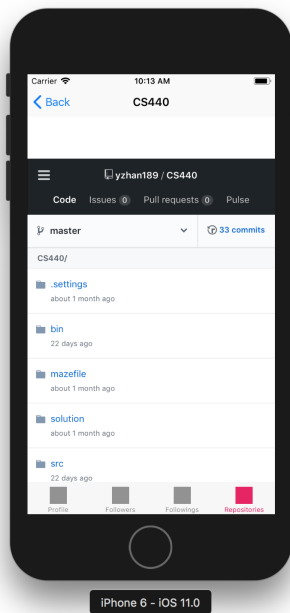 Carrier 10:13 AM
Back CS440
yzhan189 / CS440
Code Issues 0 Pull requests 0 Pulse
master 33 commits
CS440/
.settings
about 1 month ago
bin
22 days ago
mazefile
about 1 month ago
solution
about 1 month ago
src
22 days ago
Profile Followers Followings Repositories
iPhone 6 - iOS 11.0